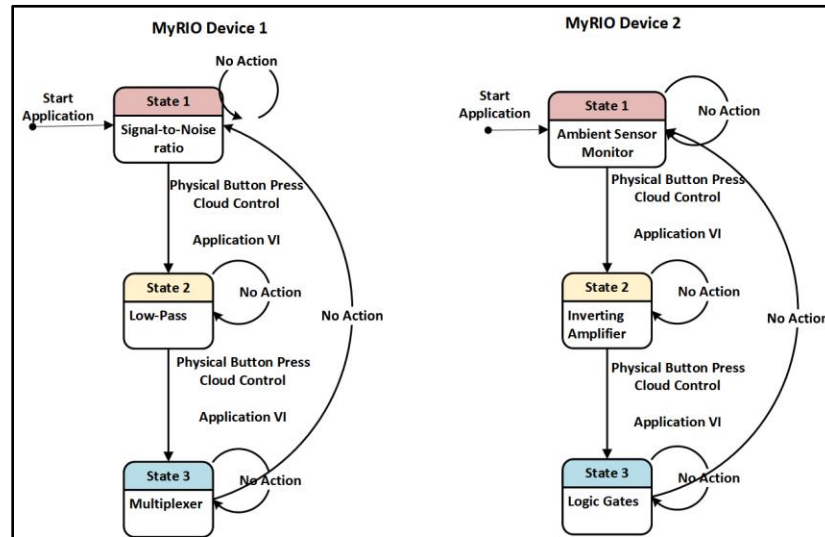 MyRIO Device 1
No Action
Start
Application
State 1
Signal-to-Noise
ratio
Physical Button Press
Cloud Control
Application VI
State 2
Low-Pass
No Action
No Action
Physical Button Press
Cloud Control
Application VI
State 3
Multiplexer
No Action
MyRIO Device 2
Start
Application
State 1
Ambient Sensor
Monitor
No Action
Physical Button Press
Cloud Control
Application VI
State 2
Inverting
Amplifier
No Action
No Action
Physical Button Press
Cloud Control
Application VI
State 3
Logic Gates
No Action